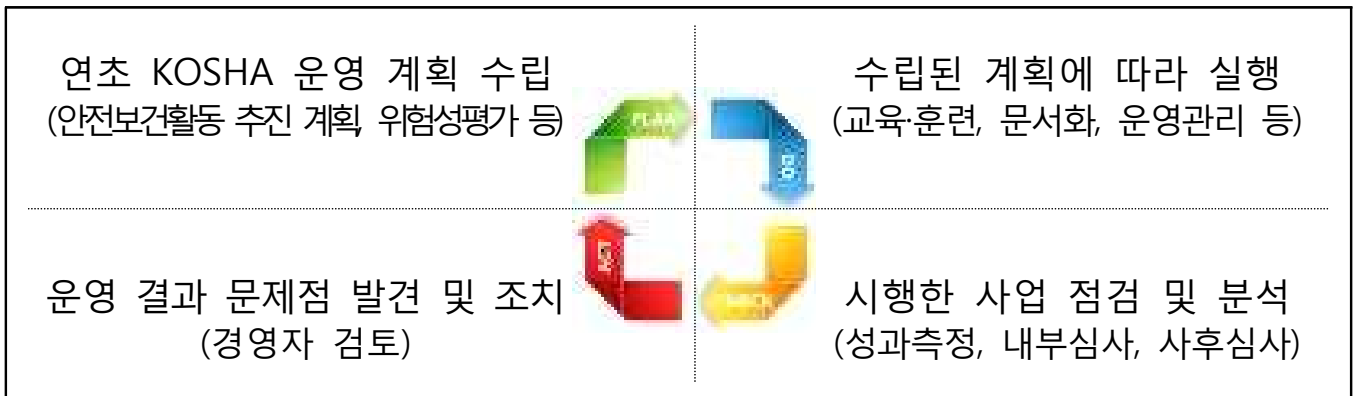 연초 KOSHA 운영 계획 수립
(안전보건활동 추진 계획, 위험성평가 등)
PLAN
수립된 계획에 따라 실행
(교육·훈련, 문서화, 운영관리 등)
DO
운영 결과 문제점 발견 및 조치
(경영자 검토)
ACT
시행한 사업 점검 및 분석
(성과측정, 내부심사, 사후심사)